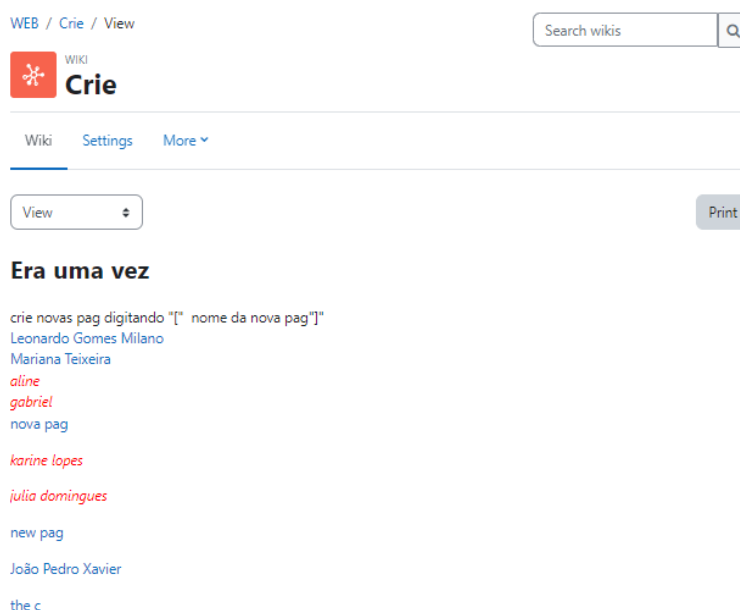 WEB / Crie / View
Search wikis
WIKI
Crie
Wiki Settings More
View
Print
Era uma vez
crie novas pag digitando "[" nome da nova pag"]"
Leonardo Gomes Milano
Mariana Teixeira
aline
gabriel
nova pag
karine lopes
julia domingues
new pag
João Pedro Xavier
the c